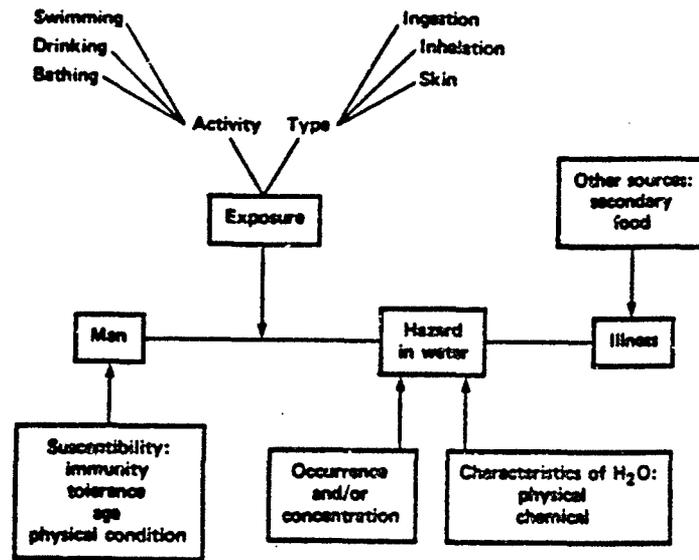 Swimming
Drinking
Bathing
Ingestion
Inhalation
Skin
Activity
Type
Exposure
Other sources:
secondary
food
Man
Hazard
in water
Illness
Susceptibility:
immunity
tolerance
age
physical condition
Occurrence
and/or
concentration
Characteristics of H₂O:
physical
chemical